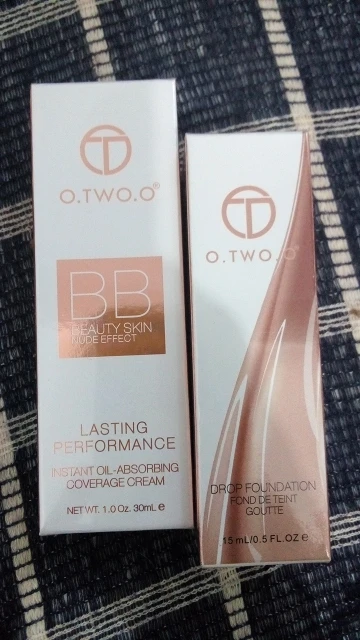 O.TWO.O®
BB
BEAUTY SKIN
NUDE EFFECT
LASTING
PERFORMANCE
INSTANT OIL-ABSORBING
COVERAGE CREAM
NET WT. 1.0 Oz. 30mL e
O.TWO.O®
DROP FOUNDATION
FOND DE TEINT
GOUTTE
15 mL/0.5 FL.OZ e